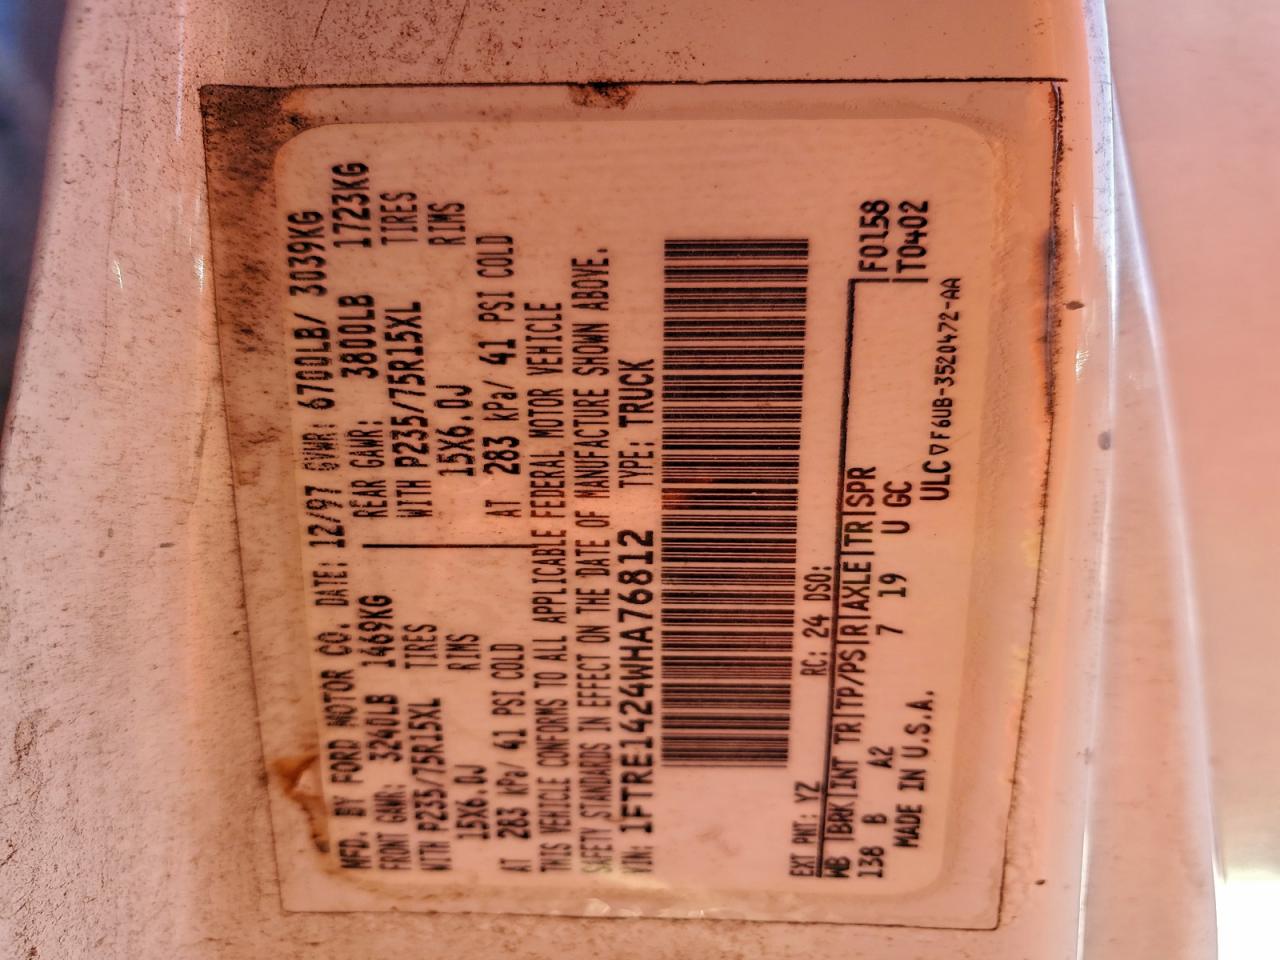 MFD. BY FORD MOTOR CO. DATE: 12/97 GVWR: 6700LB/ 3039KG
FRONT GAWR: 3240LB 1469KG REAR GAWR: 3800LB 1723KG
WITH P235/75R15XL TIRES WITH P235/75R15XL TIRES
15X6.0J RIMS 15X6.0J RIMS
AT 283 kPa/ 41 PSI COLD AT 283 kPa/ 41 PSI COLD
THIS VEHICLE CONFORMS TO ALL APPLICABLE FEDERAL MOTOR VEHICLE
SAFETY STANDARDS IN EFFECT ON THE DATE OF MANUFACTURE SHOWN ABOVE.
VIN: 1FTRE1424WHA76812 TYPE: TRUCK
EXT PNT: YZ RC: 24 DSO:
WB |BRK|INT TR|TP/PS|R|AXLE|TR|SPR F0158
138 B A2 7 19 U GC T0402
MADE IN U.S.A. ULC▽F6UB-3520472-AA